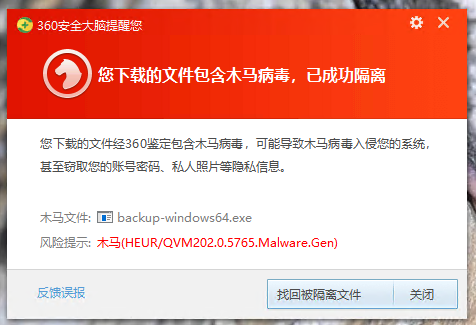 360安全大脑提醒您
您下载的文件包含木马病毒，已成功隔离
您下载的文件经360鉴定包含木马病毒，可能导致木马病毒入侵您的系统，
甚至窃取您的账号密码、私人照片等隐私信息。
木马文件: backup-windows64.exe
风险提示: 木马(HEUR/QVM202.0.5765.Malware.Gen)
反馈误报 找回被隔离文件 关闭